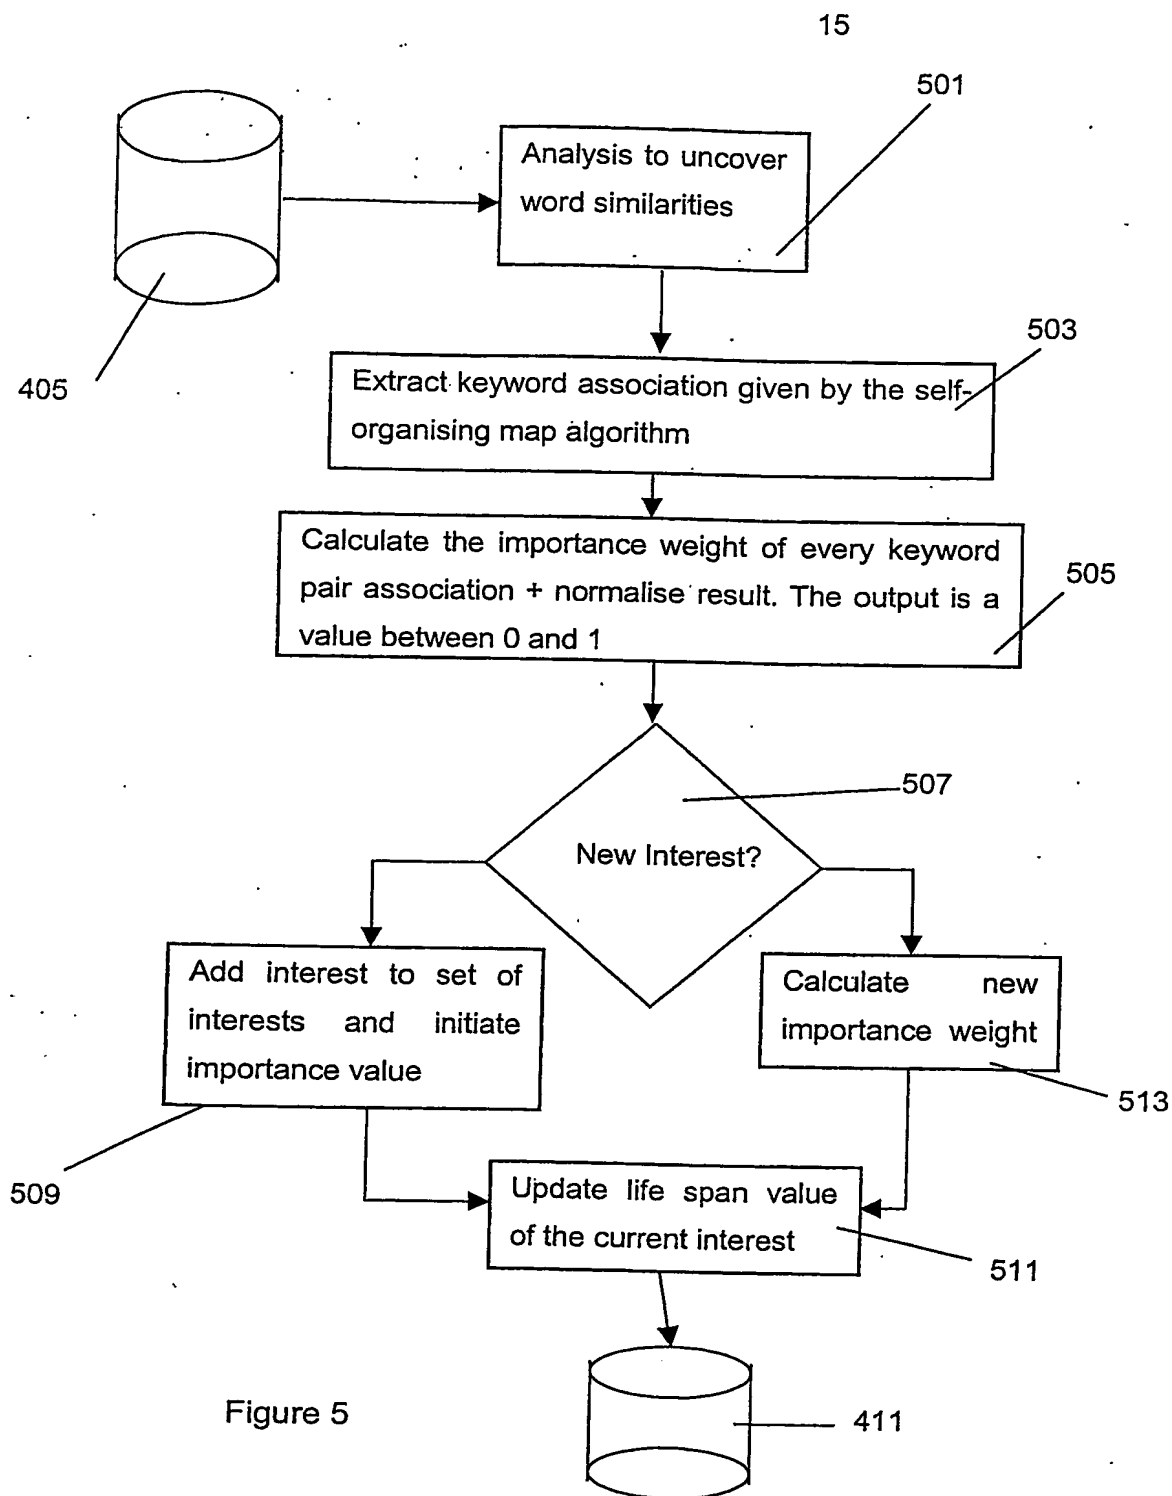 15
501
Analysis to uncover
word similarities
405
503
Extract keyword association given by the self-
organising map algorithm
Calculate the importance weight of every keyword
pair association + normalise result. The output is a
value between 0 and 1
505
507
New Interest?
Add interest to set of
interests and initiate
importance value
Calculate new
importance weight
513
509
Update life span value
of the current interest
511
Figure 5
411